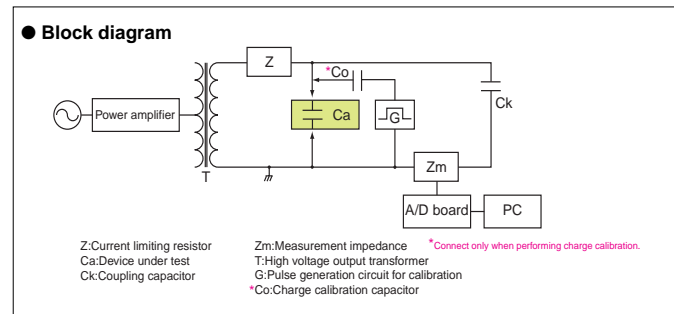 ● Block diagram
Z
*Co
Power amplifier
Ca
G
Ck
T
Zm
A/D board
PC
Z:Current limiting resistor
Ca:Device under test
Ck:Coupling capacitor
Zm:Measurement impedance
T:High voltage output transformer
G:Pulse generation circuit for calibration
*Co:Charge calibration capacitor
*Connect only when performing charge calibration.